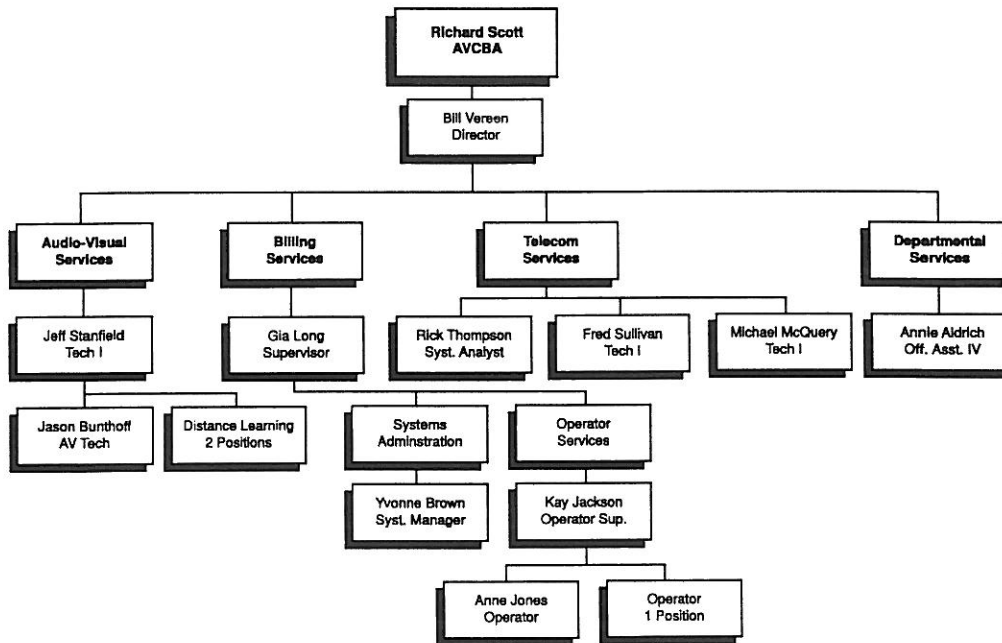 Richard Scott
AVCBA
Bill Vereen
Director
Audio-Visual
Services
Billing
Services
Telecom
Services
Departmental
Services
Jeff Stanfield
Tech I
Gia Long
Supervisor
Rick Thompson
Syst. Analyst
Fred Sullivan
Tech I
Michael McQuery
Tech I
Annie Aldrich
Off. Asst. IV
Jason Bunthoff
AV Tech
Distance Learning
2 Positions
Systems
Adminstration
Operator
Services
Yvonne Brown
Syst. Manager
Kay Jackson
Operator Sup.
Anne Jones
Operator
Operator
1 Position